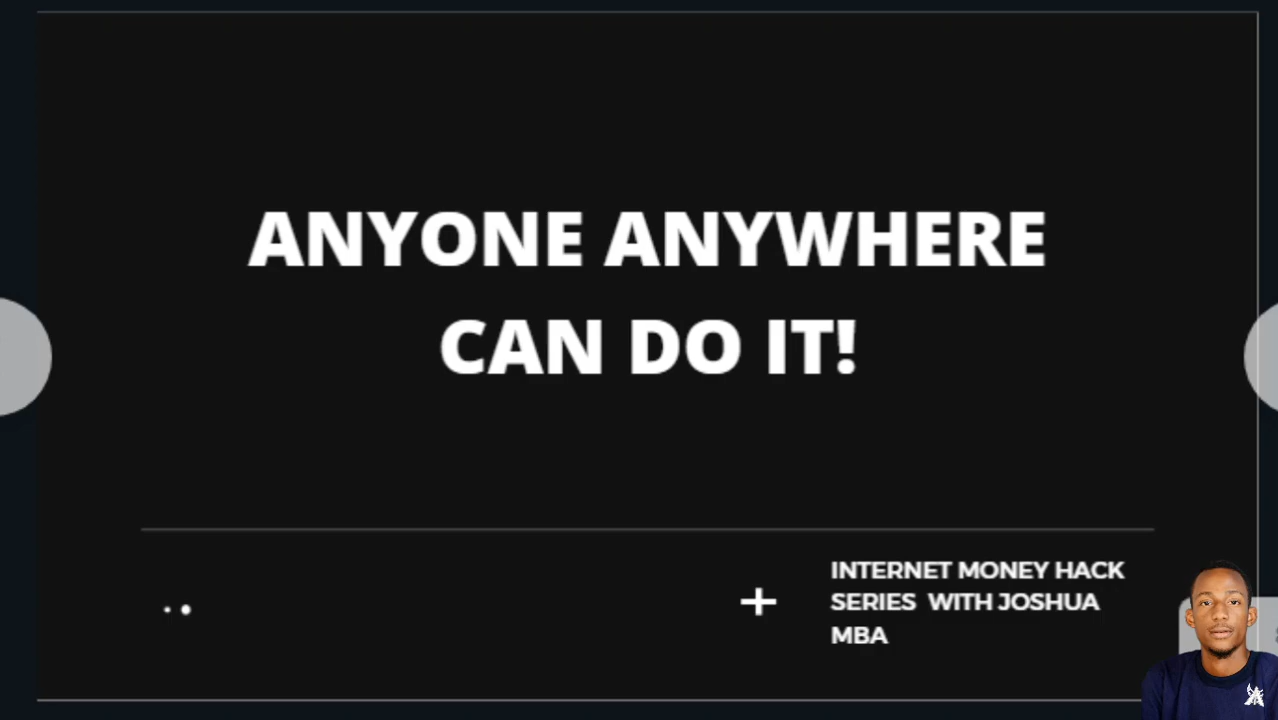 ANYONE ANYWHERE
CAN DO IT!
INTERNET MONEY HACK
SERIES WITH JOSHUA
MBA